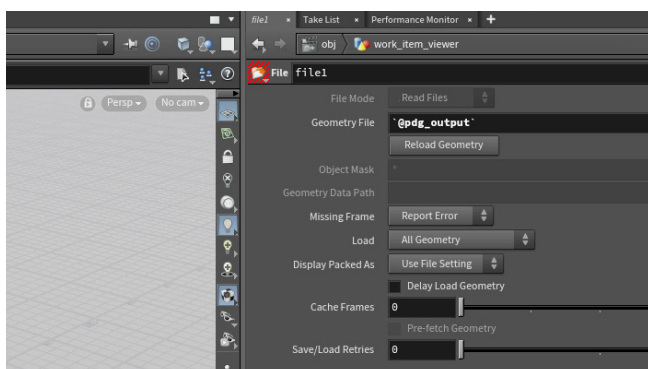 file1 × Take List × Performance Monitor × +
obj work_item_viewer
File file1
Persp No cam
File Mode Read Files
Geometry File `@pdg_output`
Reload Geometry
Object Mask *
Geometry Data Path
Missing Frame Report Error
Load All Geometry
Display Packed As Use File Setting
Delay Load Geometry
Cache Frames 0
Pre-fetch Geometry
Save/Load Retries 0